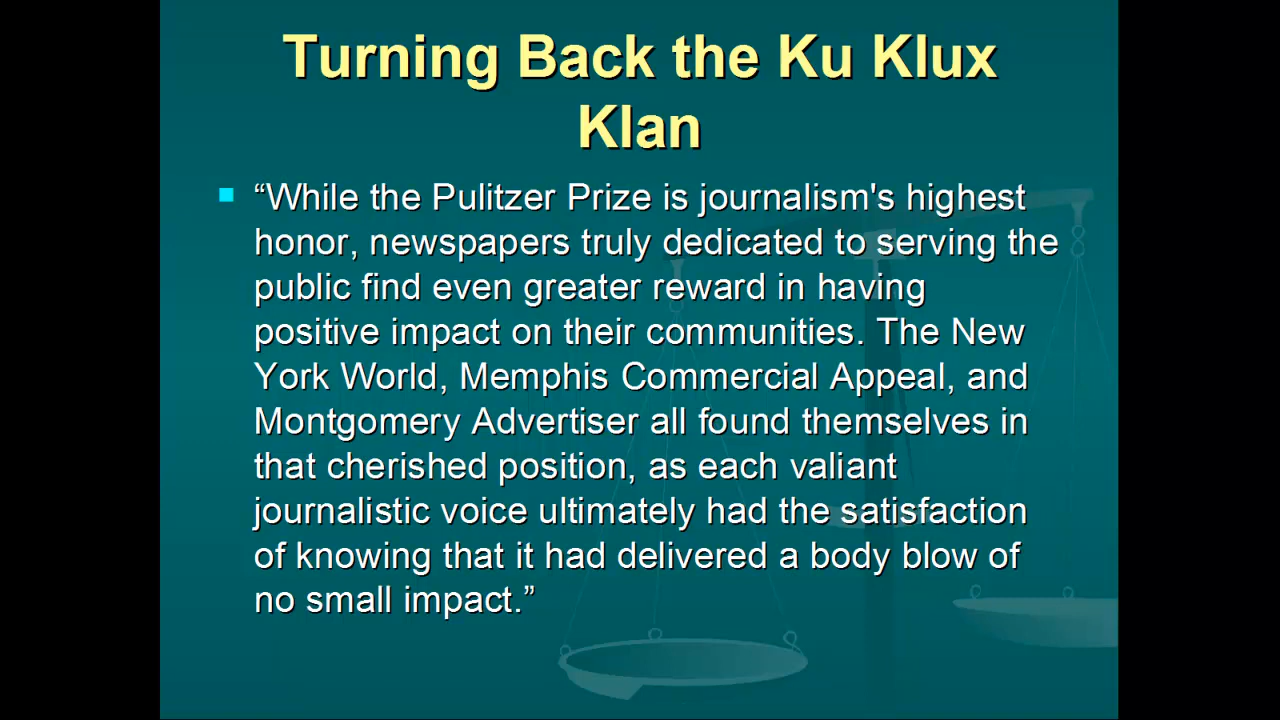 Turning Back the Ku Klux
Klan
“While the Pulitzer Prize is journalism's highest
honor, newspapers truly dedicated to serving the
public find even greater reward in having
positive impact on their communities. The New
York World, Memphis Commercial Appeal, and
Montgomery Advertiser all found themselves in
that cherished position, as each valiant
journalistic voice ultimately had the satisfaction
of knowing that it had delivered a body blow of
no small impact.”